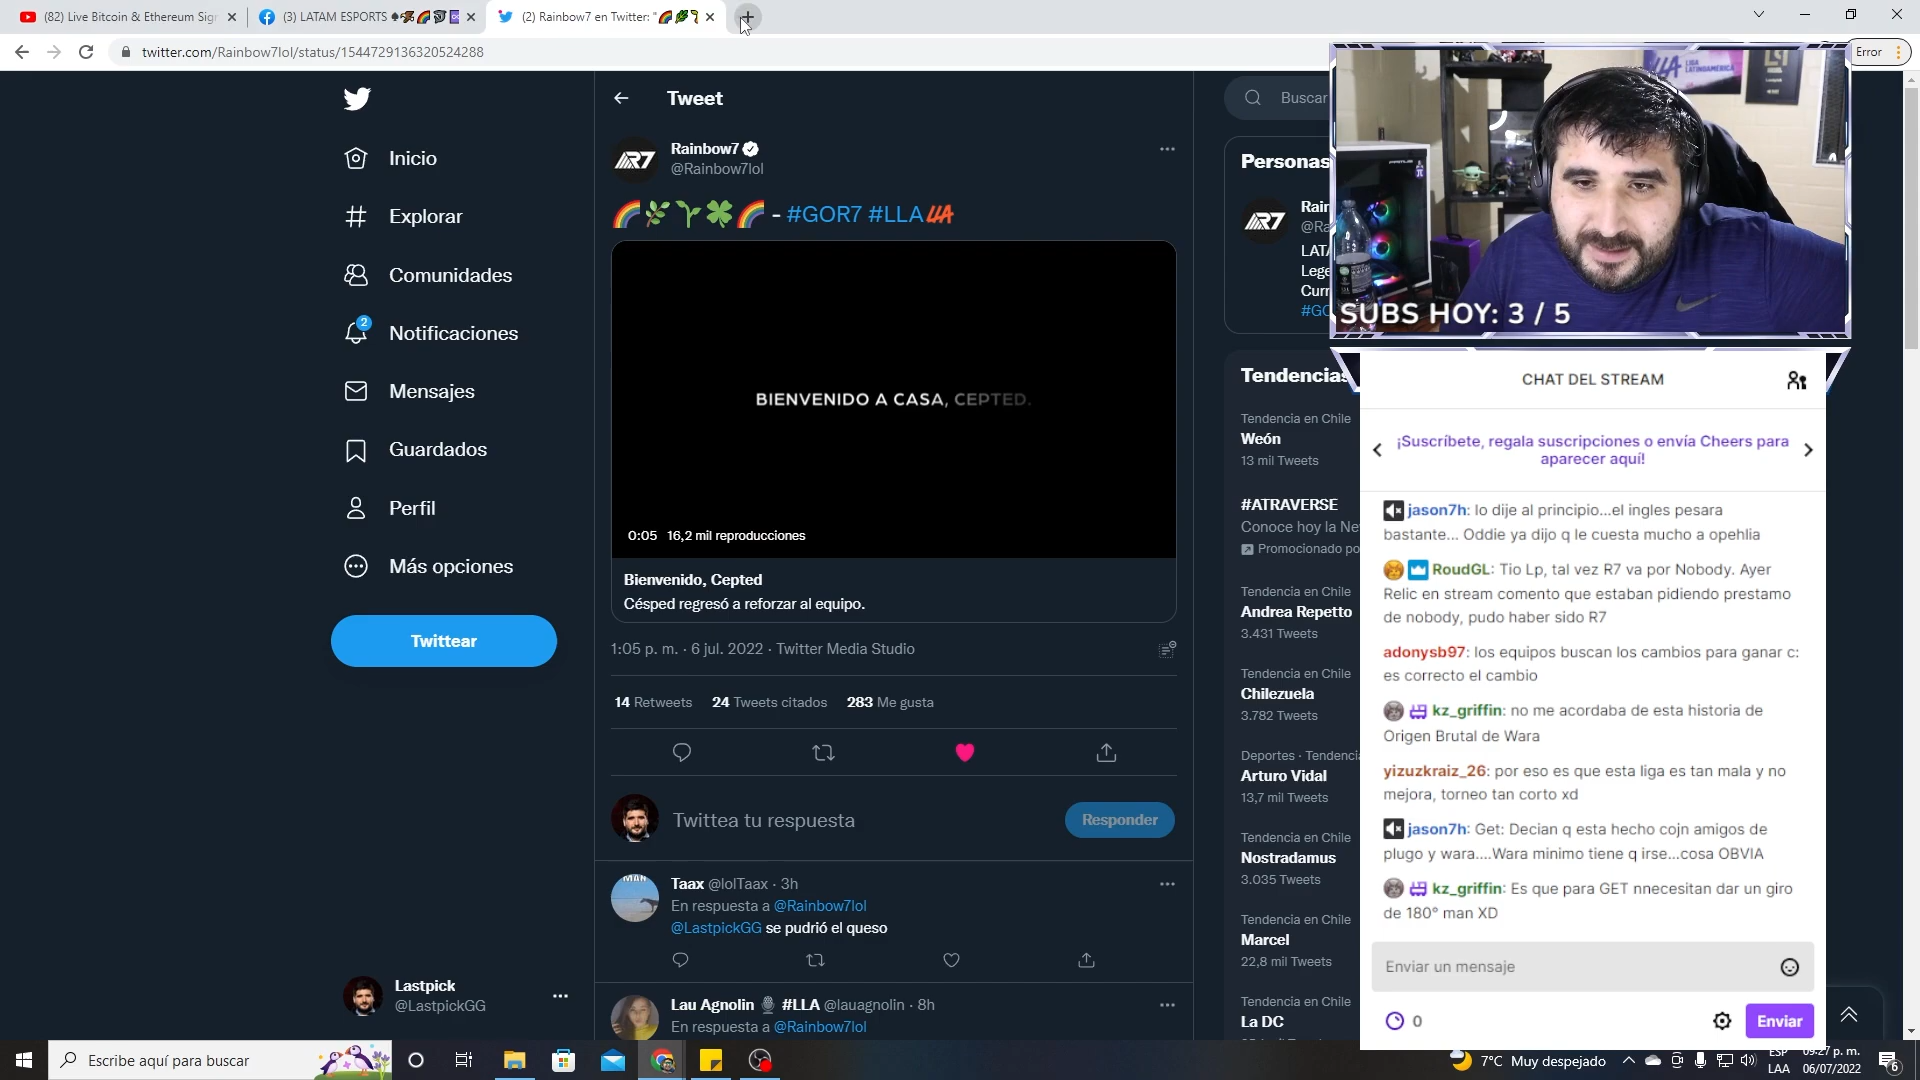 (82) Live Bitcoin & Ethereum Sig
(3) LATAM ESPORTS
(2) Rainbow7 en Twitter: "
twitter.com/Rainbow7lol/status/1544729136320524288
Error
Inicio
Explorar
Comunidades
2
Notificaciones
Mensajes
Guardados
Perfil
Más opciones
Twittear
Lastpick
@LastpickGG
Tweet
R7
Rainbow7
@Rainbow7lol
🌈🌿🌱🍀🌈 - #GOR7 #LLA
BIENVENIDO A CASA, CEPTED.
0:05 16,2 mil reproducciones
Bienvenido, Cepted
Césped regresó a reforzar al equipo.
1:05 p. m. · 6 jul. 2022 · Twitter Media Studio
14 Retweets 24 Tweets citados 283 Me gusta
Twittea tu respuesta
Responder
Taax @lolTaax · 3h
En respuesta a @Rainbow7lol
@LastpickGG se pudrió el queso
Lau Agnolin 🎙 #LLA @lauagnolin · 8h
En respuesta a @Rainbow7lol
Buscar
Personas
R7
Rain
@Ra
LATA
Lege
Curr
#GO
Tendencias
Tendencia en Chile
Weón
13 mil Tweets
#ATRAVERSE
Conoce hoy la Ne
Promocionado po
Tendencia en Chile
Andrea Repetto
3.431 Tweets
Tendencia en Chile
Chilezuela
3.782 Tweets
Deportes · Tendencia
Arturo Vidal
13,7 mil Tweets
Tendencia en Chile
Nostradamus
3.035 Tweets
Tendencia en Chile
Marcel
22,8 mil Tweets
Tendencia en Chile
La DC
LIGA
LATINOAMÉRICA
SUBS HOY: 3 / 5
CHAT DEL STREAM
¡Suscríbete, regala suscripciones o envía Cheers para
aparecer aquí!
jason7h: lo dije al principio...el ingles pesara
bastante... Oddie ya dijo q le cuesta mucho a opehlia
RoudGL: Tio Lp, tal vez R7 va por Nobody. Ayer
Relic en stream comento que estaban pidiendo prestamo
de nobody, pudo haber sido R7
adonysb97: los equipos buscan los cambios para ganar c:
es correcto el cambio
kz_griffin: no me acordaba de esta historia de
Origen Brutal de Wara
yizuzkraiz_26: por eso es que esta liga es tan mala y no
mejora, torneo tan corto xd
jason7h: Get: Decian q esta hecho cojn amigos de
plugo y wara....Wara minimo tiene q irse...cosa OBVIA
kz_griffin: Es que para GET nnecesitan dar un giro
de 180° man XD
Enviar un mensaje
0
Enviar
Escribe aquí para buscar
7°C Muy despejado
ESP
LAA
09:27 p. m.
06/07/2022
6